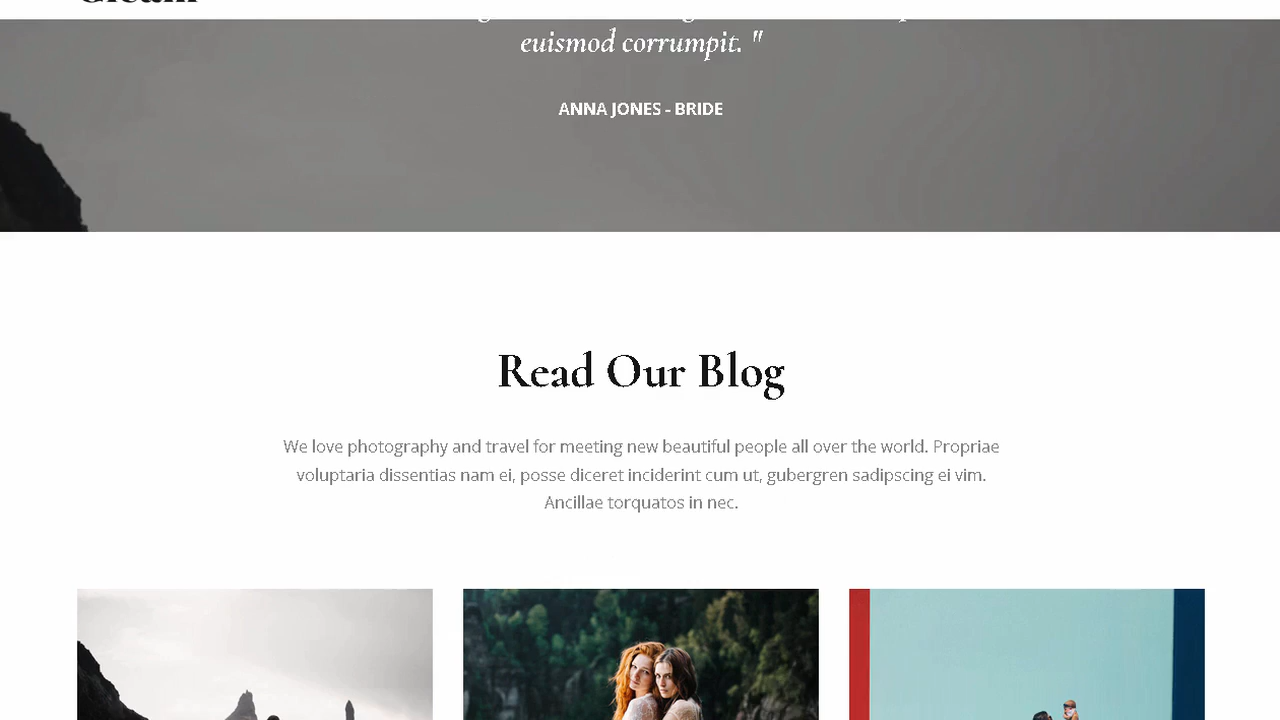 euismod corrumpit. "
ANNA JONES - BRIDE
Read Our Blog
We love photography and travel for meeting new beautiful people all over the world. Propriae
voluptaria dissentias nam ei, posse diceret inciderint cum ut, gubergren sadipscing ei vim.
Ancillae torquatos in nec.